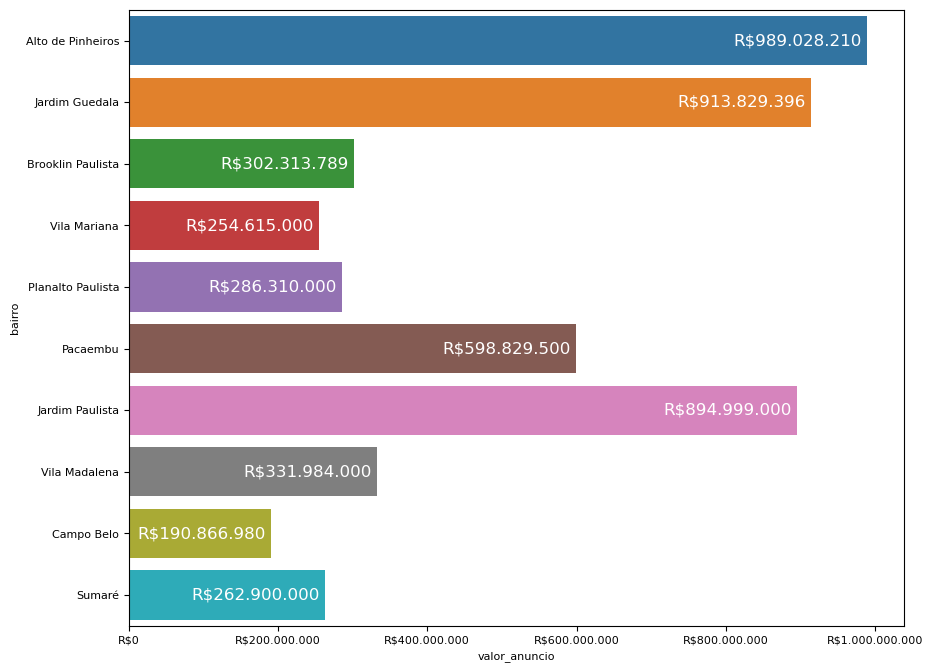 Alto de Pinheiros R$989.028.210
Jardim Guedala R$913.829.396
Brooklin Paulista R$302.313.789
Vila Mariana R$254.615.000
Planalto Paulista R$286.310.000
bairro
Pacaembu R$598.829.500
Jardim Paulista R$894.999.000
Vila Madalena R$331.984.000
Campo Belo R$190.866.980
Sumaré R$262.900.000
R$0 R$200.000.000 R$400.000.000 R$600.000.000 R$800.000.000 R$1.000.000.000
valor_anuncio